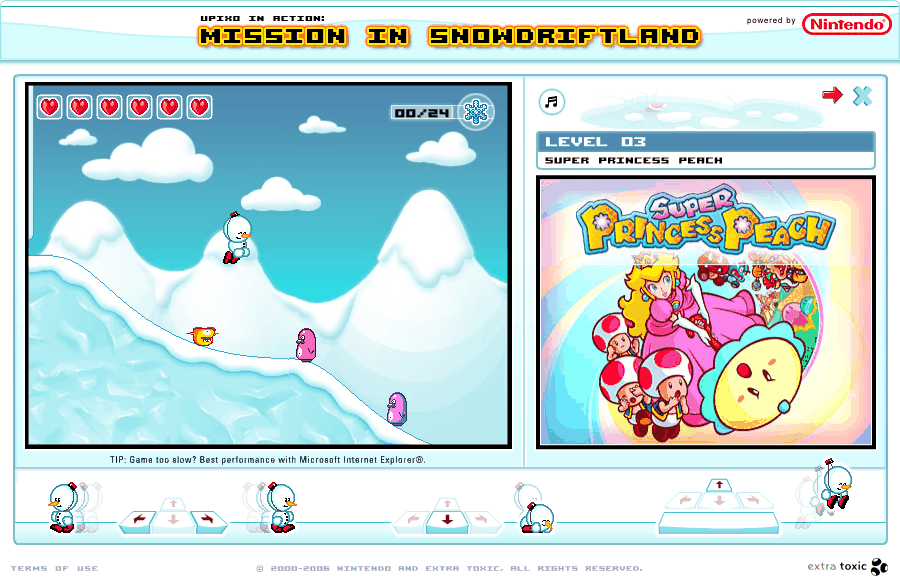 UPIXO IN ACTION:
MISSION IN SNOWDRIFTLAND
powered by
Nintendo®
00/24
LEVEL 03
SUPER PRINCESS PEACH
SUPER
PRINCESS PEACH
TIP: Game too slow? Best performance with Microsoft Internet Explorer®.
TERMS OF USE
© 2000-2006 NINTENDO AND EXTRA TOXIC. ALL RIGHTS RESERVED.
extra toxic